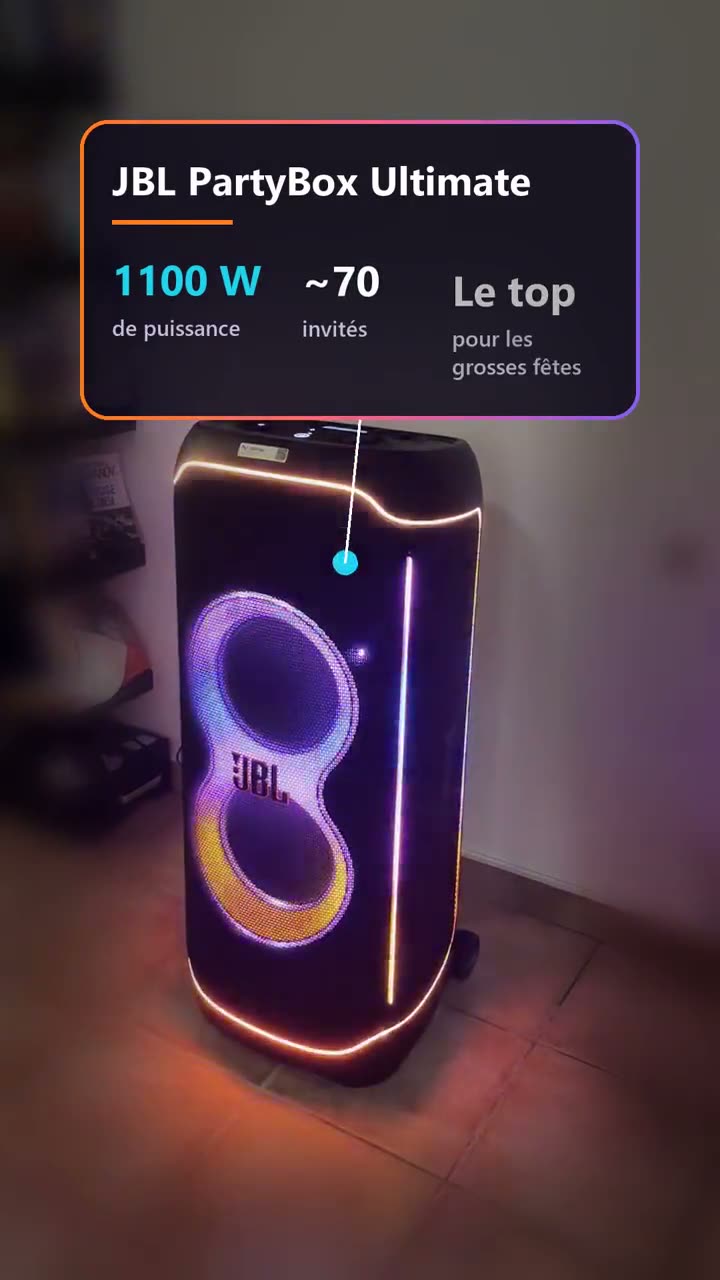 JBL PartyBox Ultimate
1100 W
de puissance
~70
invités
Le top
pour les
grosses fêtes
JBL